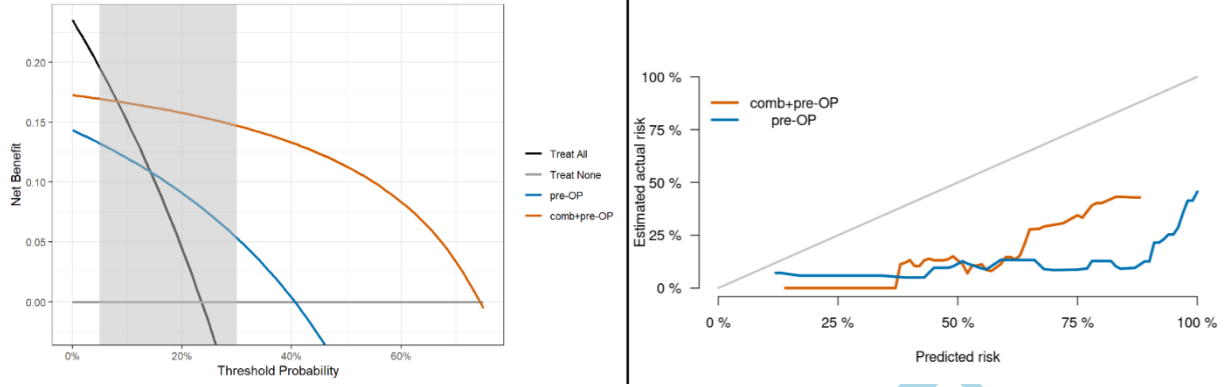 0.20
0.15
0.10
0.05
0.00
Net Benefit
0%
20%
40%
60%
Threshold Probability
Treat All
Treat None
pre-OP
comb+pre-OP
100 %
75 %
50 %
25 %
0 %
Estimated actual risk
comb+pre-OP
pre-OP
0 %
25 %
50 %
75 %
100 %
Predicted risk